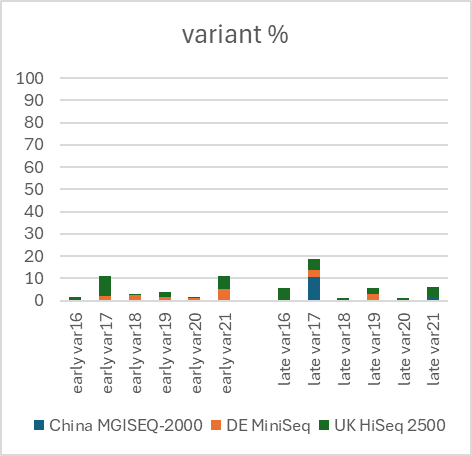 variant %
100
90
80
70
60
50
40
30
20
10
0
early var16
early var17
early var18
early var19
early var20
early var21
late var16
late var17
late var18
late var19
late var20
late var21
China MGISEQ-2000 DE MiniSeq UK HiSeq 2500